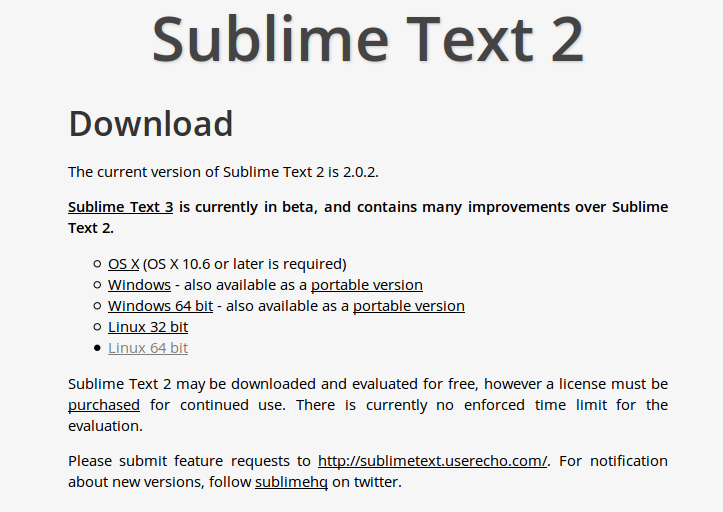 Sublime Text 2
Download
The current version of Sublime Text 2 is 2.0.2.
Sublime Text 3 is currently in beta, and contains many improvements over Sublime
Text 2.
OS X (OS X 10.6 or later is required)
Windows - also available as a portable version
Windows 64 bit - also available as a portable version
Linux 32 bit
Linux 64 bit
Sublime Text 2 may be downloaded and evaluated for free, however a license must be
purchased for continued use. There is currently no enforced time limit for the
evaluation.
Please submit feature requests to http://sublimetext.userecho.com/. For notification
about new versions, follow sublimehq on twitter.